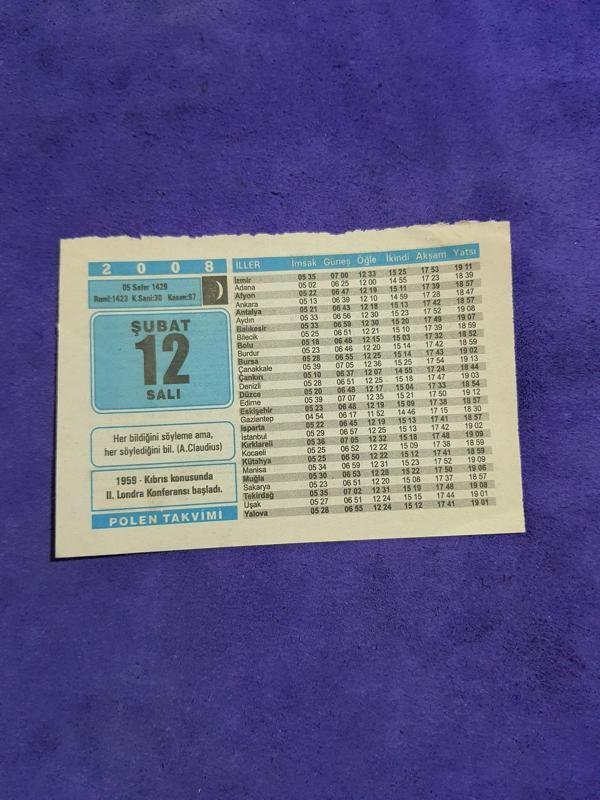 2 0 0 8
05 Safer 1429
Rumi:1423 K.Sani:30 Kasım:97
ŞUBAT
12
SALI
Her bildiğini söyleme ama,
her söylediğini bil. (A.Claudius)
1959 - Kıbrıs konusunda
II. Londra Konferansı başladı.
POLEN TAKVİMİ
İLLER İmsak Güneş Öğle İkindi Akşam Yatsı
İzmir 05 35 07 00 12 33 15 25 17 53 19 11
Adana 05 02 06 25 12 00 14 55 17 23 18 39
Afyon 05 22 06 47 12 19 15 11 17 39 18 57
Ankara 05 13 06 39 12 10 14 59 17 28 18 47
Antalya 05 21 06 43 12 18 15 13 17 42 18 57
Aydın 05 33 06 56 12 30 15 23 17 52 19 08
Balıkesir 05 33 06 59 12 30 15 20 17 49 19 07
Bilecik 05 23 06 51 12 21 15 10 17 39 18 59
Bolu 05 18 06 46 12 15 15 03 17 32 18 52
Burdur 05 23 06 46 12 20 15 14 17 42 18 59
Bursa 05 28 06 55 12 25 15 14 17 43 19 02
Çanakkale 05 39 07 05 12 36 15 25 17 54 19 13
Çankırı 05 10 06 37 12 07 14 55 17 24 18 44
Denizli 05 28 06 51 12 25 15 18 17 47 19 03
Düzce 05 20 06 48 12 17 15 04 17 33 18 54
Edirne 05 39 07 07 12 35 15 21 17 50 19 12
Eskişehir 05 23 06 48 12 19 15 09 17 38 18 57
Gaziantep 04 54 06 17 11 52 14 46 17 15 18 30
Isparta 05 22 06 45 12 19 15 13 17 41 18 57
İstanbul 05 29 06 57 12 25 15 13 17 42 19 02
Kırklareli 05 36 07 05 12 32 15 18 17 48 19 09
Kocaeli 05 25 06 52 12 22 15 09 17 38 18 59
Kütahya 05 25 06 50 12 22 15 12 17 41 18 59
Manisa 05 34 06 59 12 31 15 23 17 52 19 09
Muğla 05 30 06 53 12 28 15 22 17 50 19 06
Sakarya 05 23 06 51 12 20 15 08 17 37 18 57
Tekirdağ 05 35 07 02 12 31 15 19 17 48 19 08
Uşak 05 27 06 51 12 24 15 15 17 44 19 01
Yalova 05 28 06 55 12 24 15 12 17 41 19 01